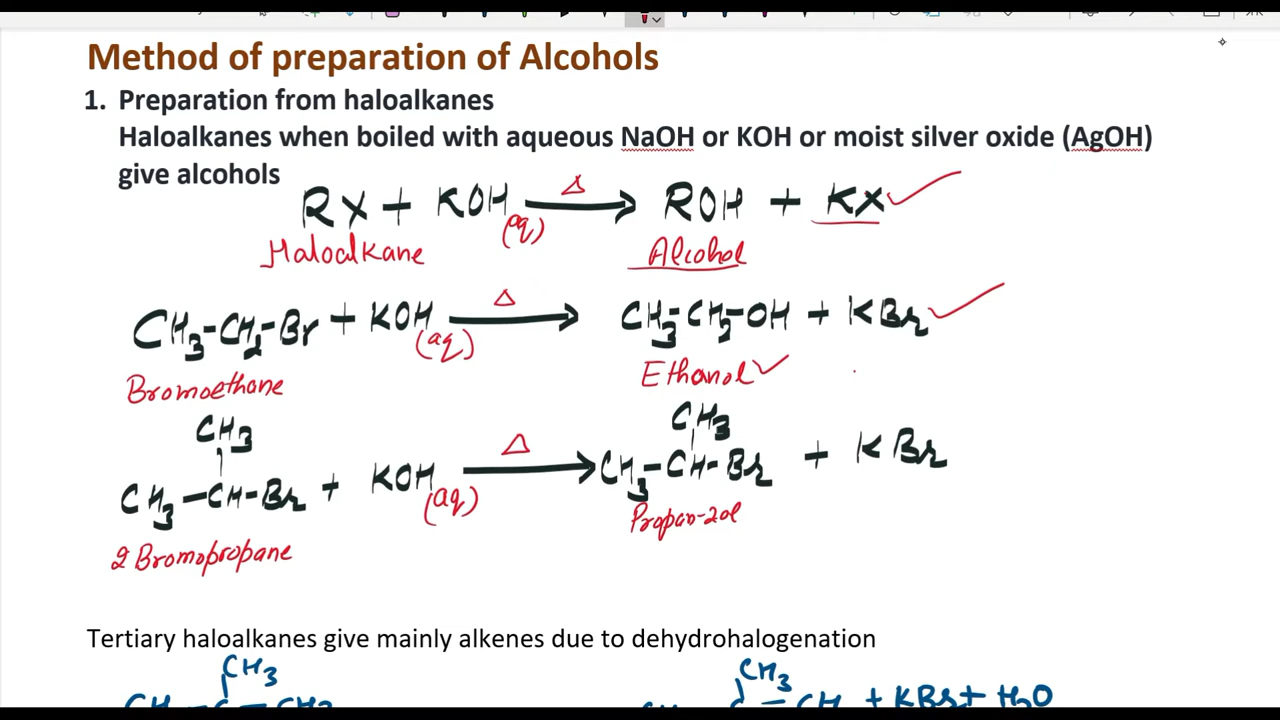 Method of preparation of Alcohols
1. Preparation from haloalkanes
Haloalkanes when boiled with aqueous NaOH or KOH or moist silver oxide (AgOH)
give alcohols
RX + KOH (aq) Δ → ROH + KX
Haloalkane Alcohol
CH3-CH2-Br + KOH (aq) Δ → CH3-CH2-OH + KBr
Bromoethane Ethanol
CH3 CH3
CH3-CH-Br + KOH (aq) Δ → CH3-CH-Br + KBr
2 Bromopropane Propan-2ol
Tertiary haloalkanes give mainly alkenes due to dehydrohalogenation
CH3 CH3
+ KBr + H2O